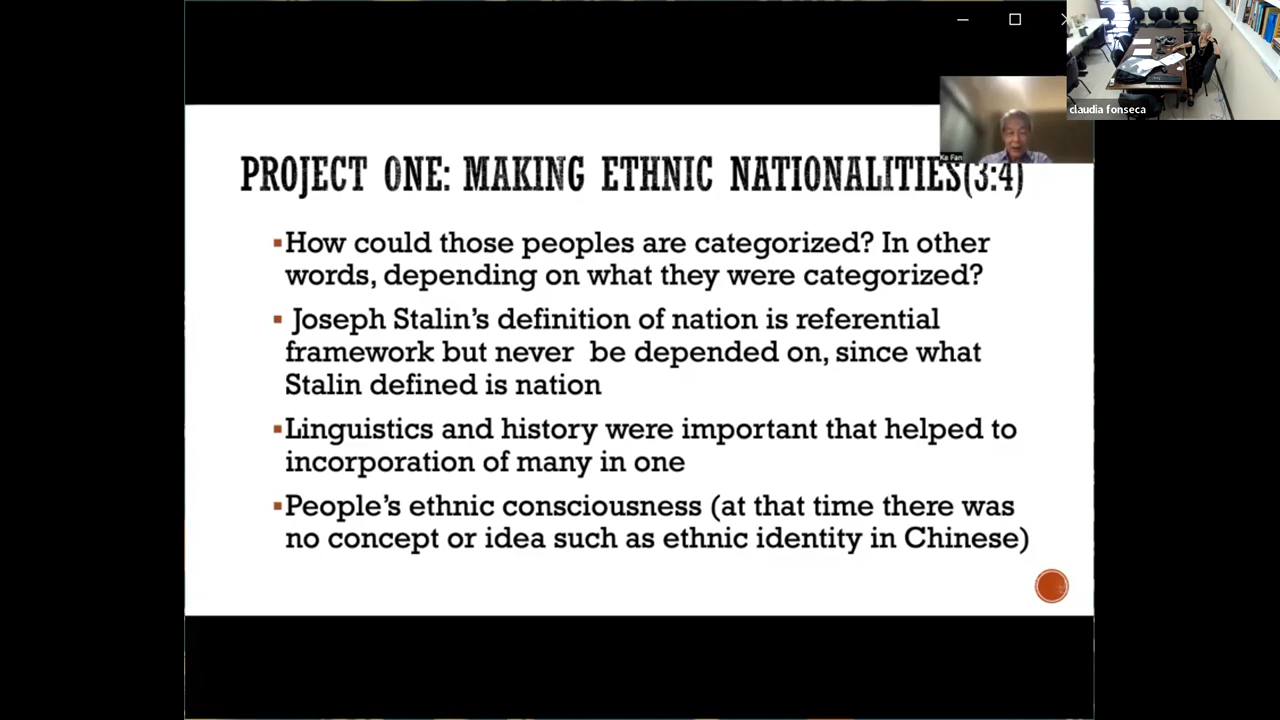 claudia fonseca
Ke Fan
PROJECT ONE: MAKING ETHNIC NATIONALITIES(3:4)
▪How could those peoples are categorized? In other
words, depending on what they were categorized?
▪ Joseph Stalin’s definition of nation is referential
framework but never be depended on, since what
Stalin defined is nation
▪Linguistics and history were important that helped to
incorporation of many in one
▪People’s ethnic consciousness (at that time there was
no concept or idea such as ethnic identity in Chinese)